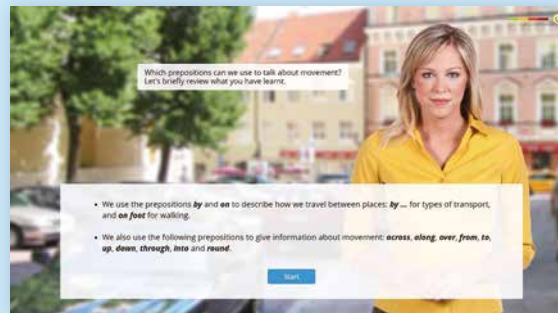 Which prepositions can we use to talk about movement?
Let's briefly review what you have learnt.
• We use the prepositions by and on to describe how we travel between places: by ... for types of transport,
and on foot for walking.
• We also use the following prepositions to give information about movement: across, along, over, from, to,
up, down, through, into and round.
Start